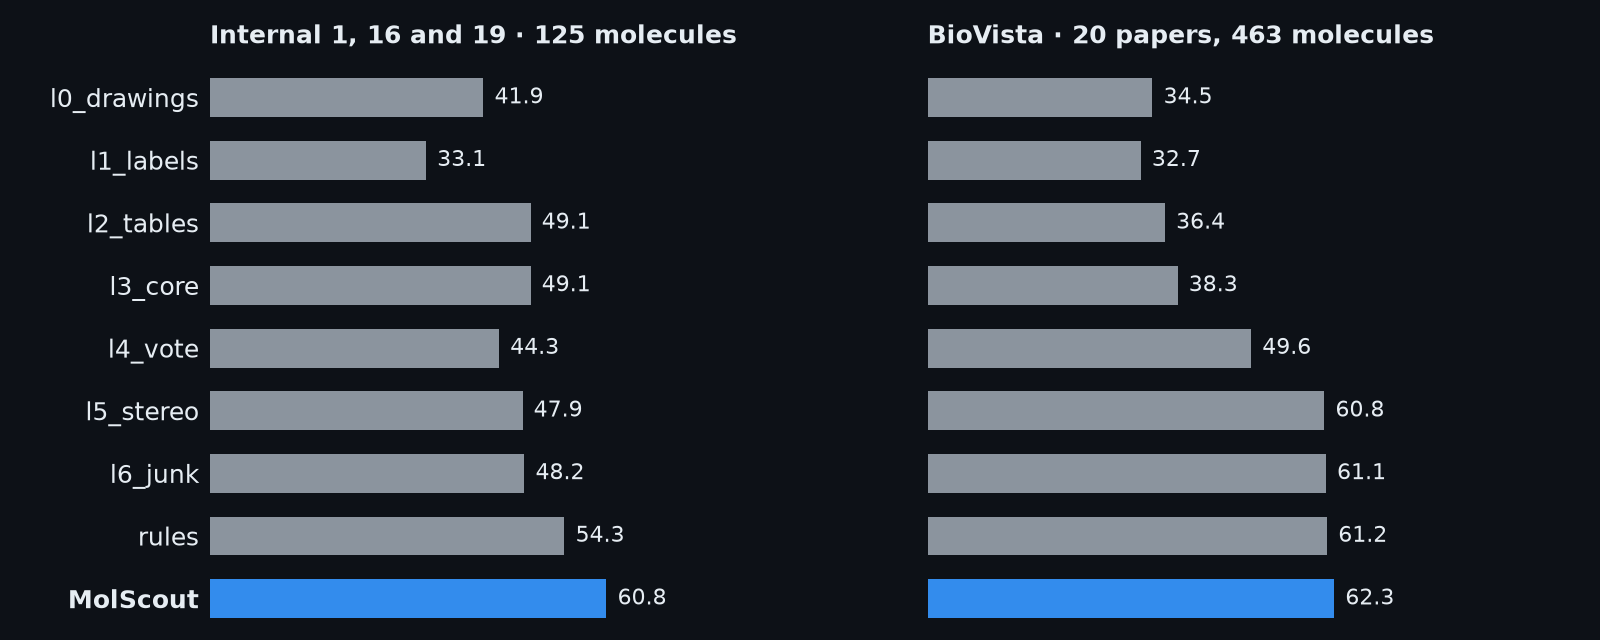 Internal 1, 16 and 19 · 125 molecules
BioVista · 20 papers, 463 molecules
l0_drawings 41.9 34.5
l1_labels 33.1 32.7
l2_tables 49.1 36.4
l3_core 49.1 38.3
l4_vote 44.3 49.6
l5_stereo 47.9 60.8
l6_junk 48.2 61.1
rules 54.3 61.2
MolScout 60.8 62.3